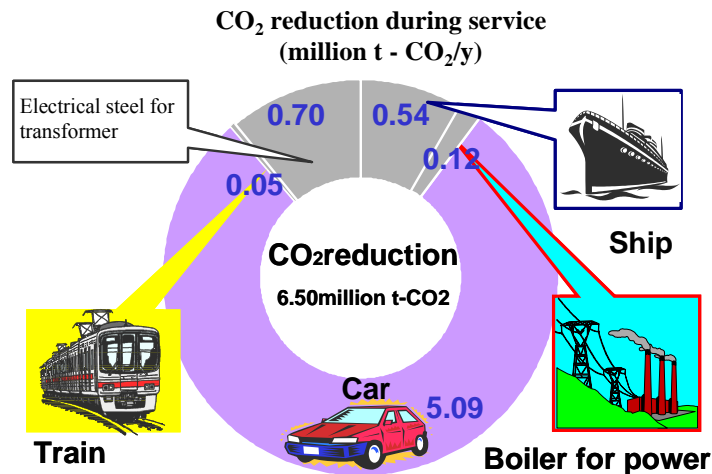 CO₂ reduction during service
(million t - CO₂/y)
Electrical steel for
transformer
0.70
0.54
0.12
0.05
CO2reduction
6.50million t-CO2
Ship
Car
5.09
Train
Boiler for power